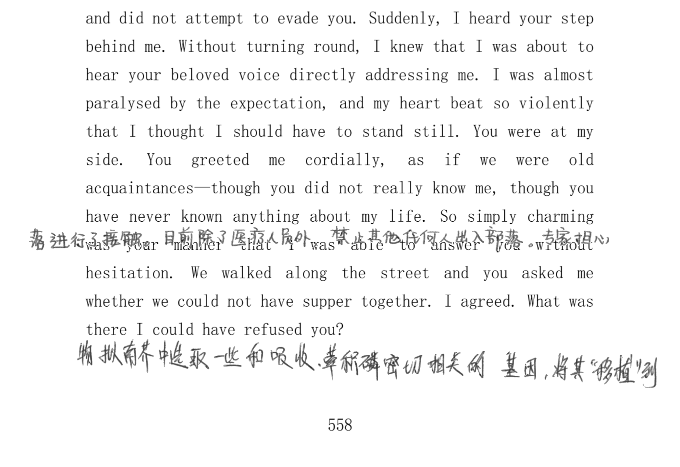 and did not attempt to evade you. Suddenly, I heard your step
behind me. Without turning round, I knew that I was about to
hear your beloved voice directly addressing me. I was almost
paralysed by the expectation, and my heart beat so violently
that I thought I should have to stand still. You were at my
side. You greeted me cordially, as if we were old
acquaintances—though you did not really know me, though you
have never known anything about my life. So simply charming
落进行了接触。目前除了医疗人员外，禁止其他任何人出入部落。专家担心
was your manner that I was able to answer you without
hesitation. We walked along the street and you asked me
whether we could not have supper together. I agreed. What was
there I could have refused you?
拟南芥中选取一些和吸收、累积磷密切相关的基因，将其“移植”到
558